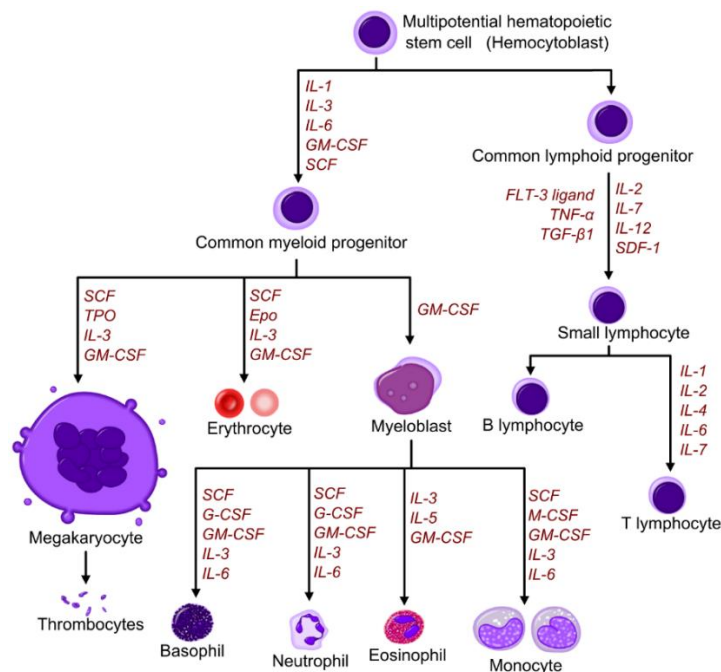 Multipotential hematopoietic
stem cell (Hemocytoblast)
IL-1
IL-3
IL-6
GM-CSF
SCF
Common lymphoid progenitor
FLT-3 ligand
TNF-α
TGF-β1
IL-2
IL-7
IL-12
SDF-1
Common myeloid progenitor
SCF
TPO
IL-3
GM-CSF
SCF
Epo
IL-3
GM-CSF
GM-CSF
Small lymphocyte
Megakaryocyte
Erythrocyte
Myeloblast
B lymphocyte
IL-1
IL-2
IL-4
IL-6
IL-7
T lymphocyte
Thrombocytes
SCF
G-CSF
GM-CSF
IL-3
IL-6
SCF
G-CSF
GM-CSF
IL-3
IL-6
IL-3
IL-5
GM-CSF
SCF
M-CSF
GM-CSF
IL-3
IL-6
Basophil
Neutrophil
Eosinophil
Monocyte